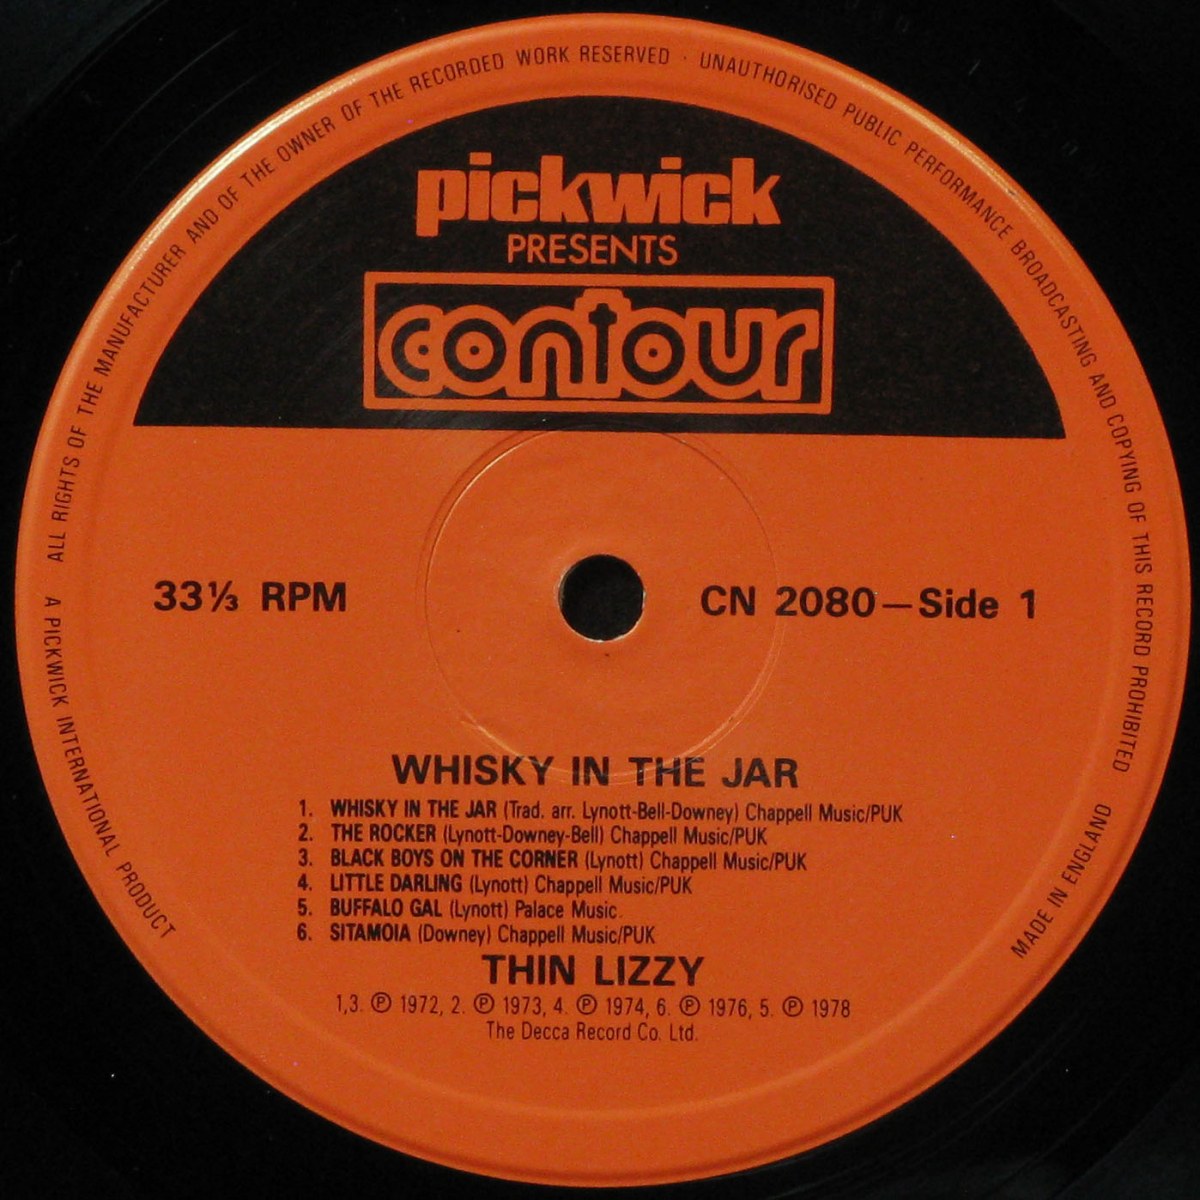 A PICKWICK INTERNATIONAL PRODUCT · ALL RIGHTS OF THE MANUFACTURER AND OF THE OWNER OF THE RECORDED WORK RESERVED · UNAUTHORISED PUBLIC PERFORMANCE BROADCASTING AND COPYING OF THIS RECORD PROHIBITED
MADE IN ENGLAND
pickwick
PRESENTS
contour
33⅓ RPM
CN 2080—Side 1
WHISKY IN THE JAR
1. WHISKY IN THE JAR (Trad. arr. Lynott-Bell-Downey) Chappell Music/PUK
2. THE ROCKER (Lynott-Downey-Bell) Chappell Music/PUK
3. BLACK BOYS ON THE CORNER (Lynott) Chappell Music/PUK
4. LITTLE DARLING (Lynott) Chappell Music/PUK
5. BUFFALO GAL (Lynott) Palace Music.
6. SITAMOIA (Downey) Chappell Music/PUK
THIN LIZZY
1,3. ℗ 1972, 2. ℗ 1973, 4. ℗ 1974, 6. ℗ 1976, 5. ℗ 1978
The Decca Record Co. Ltd.